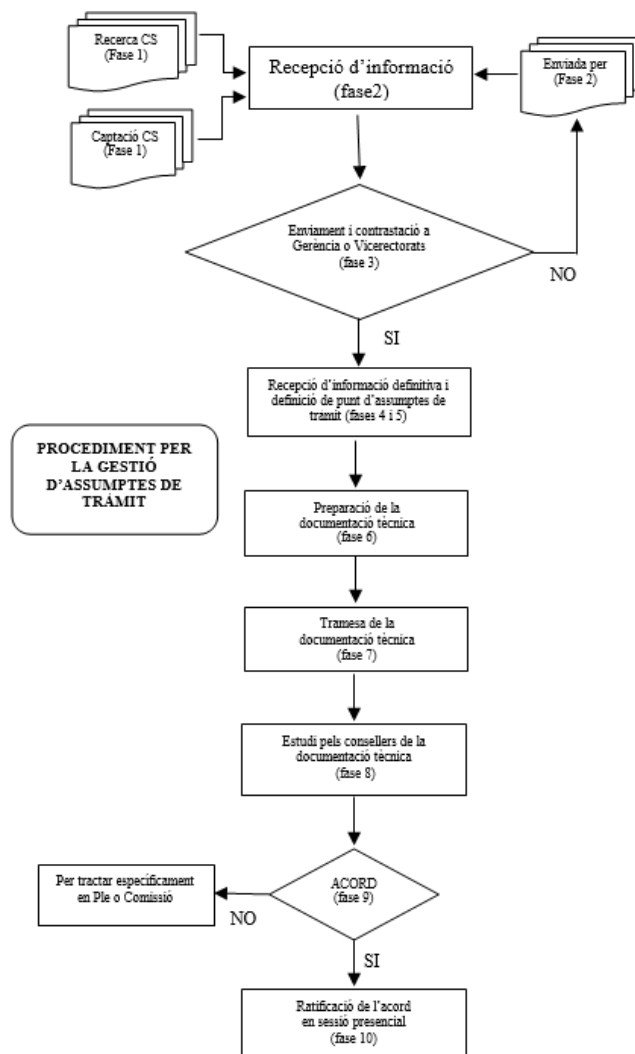 Recerca CS
(Fase 1)
Recepció d’informació
(fase2)
Enviada per
(Fase 2)
Captació CS
(Fase 1)
Enviament i contrastació a
Gerència o Vicerectorats
(fase 3)
NO
SI
Recepció d’informació definitiva i
definició de punt d’assumptes de
tràmit (fases 4 i 5)
PROCEDIMENT PER
LA GESTIÓ
D’ASSUMPTES DE
TRÀMIT
Preparació de la
documentació tècnica
(fase 6)
Tramesa de la
documentació tècnica
(fase 7)
Estudi pels consellers de la
documentació tècnica
(fase 8)
Per tractar específicament
en Ple o Comissió
ACORD
(fase 9)
NO
SI
Ratificació de l’acord
en sessió presencial
(fase 10)